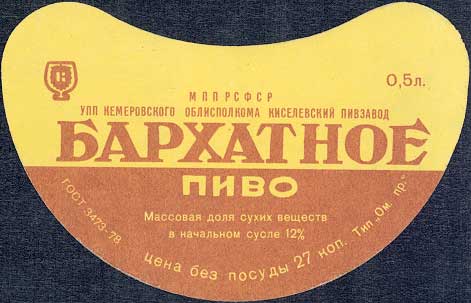 0,5л.
МППРСФСР
УПП КЕМЕРОВСКОГО ОБЛИСПОЛКОМА КИСЕЛЕВСКИЙ ПИВЗАВОД
БАРХАТНОЕ
ПИВО
Массовая доля сухих веществ
в начальном сусле 12%
ГОСТ 3473-78
цена без посуды 27 коп. Тип. „Ом. пр."